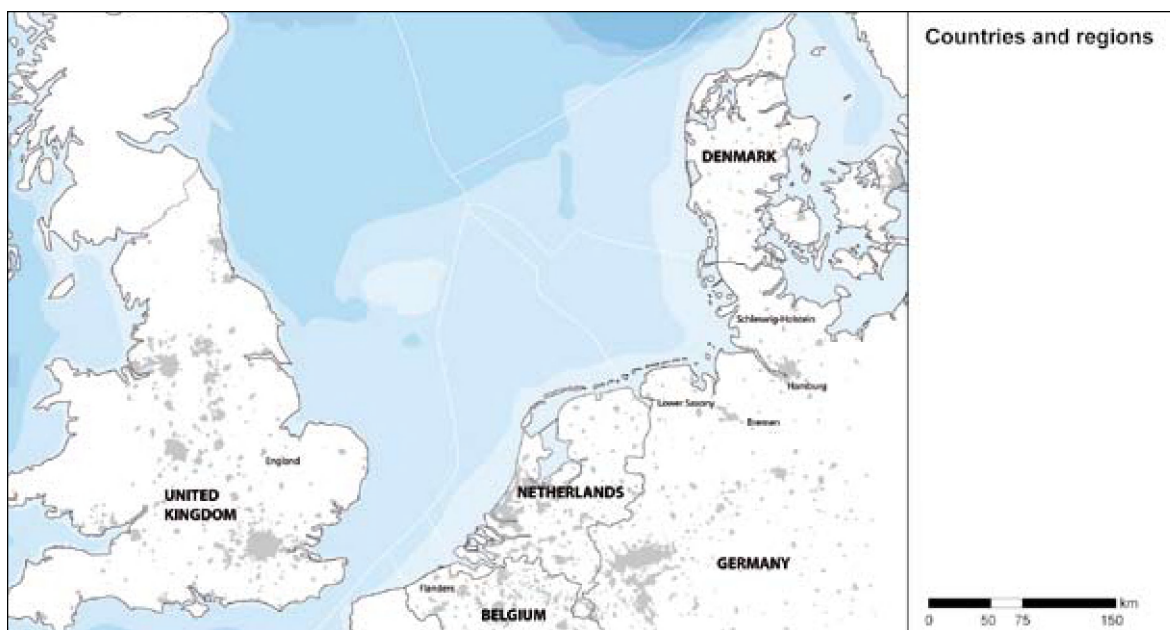 Countries and regions
DENMARK
Schleswig-Holstein
Hamburg
Lower Saxony
Bremen
England
UNITED
KINGDOM
NETHERLANDS
GERMANY
Flanders
BELGIUM
km
0 50 75 150